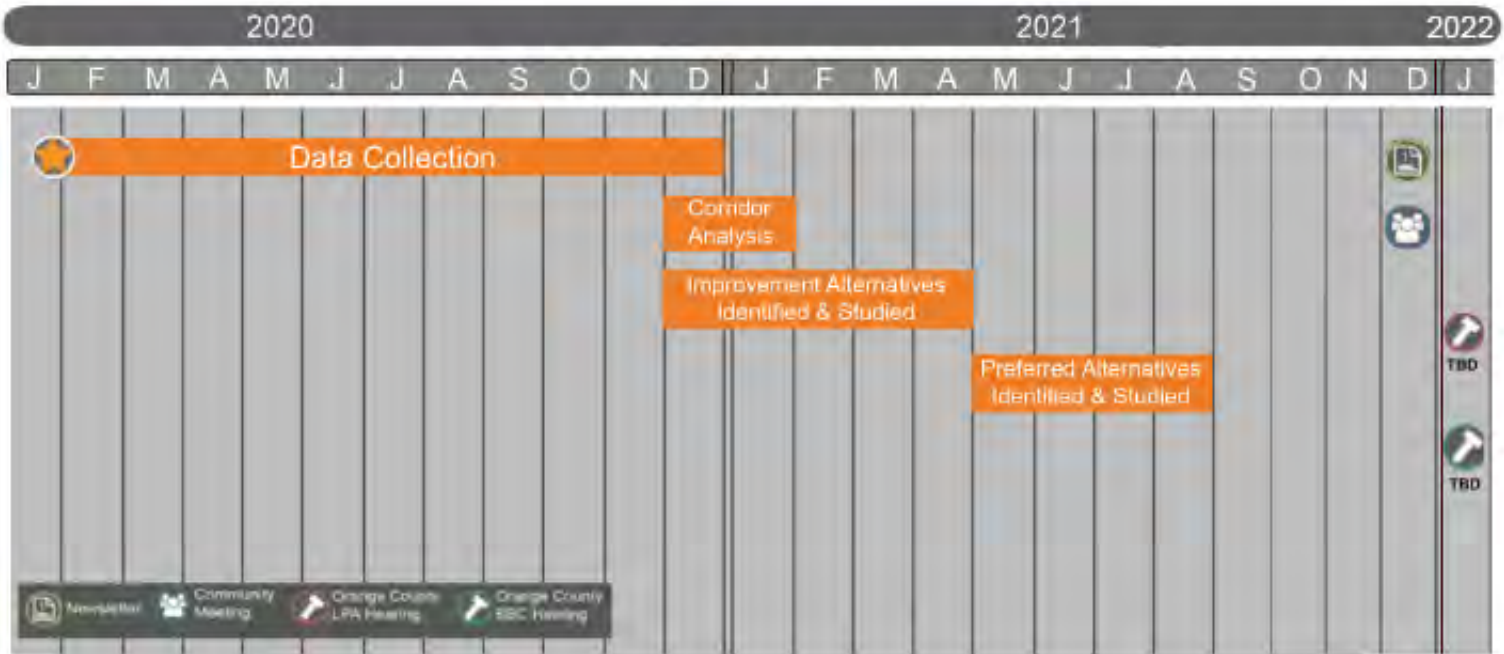 2020 2021 2022
J F M A M J J A S O N D J F M A M J J A S O N D J
Data Collection
Corridor
Analysis
Improvement Alternatives
Identified & Studied
Preferred Alternatives
Identified & Studied
TBD
TBD
Newsletter
Community
Meeting
Orange County
LPA Hearing
Orange County
Hearing